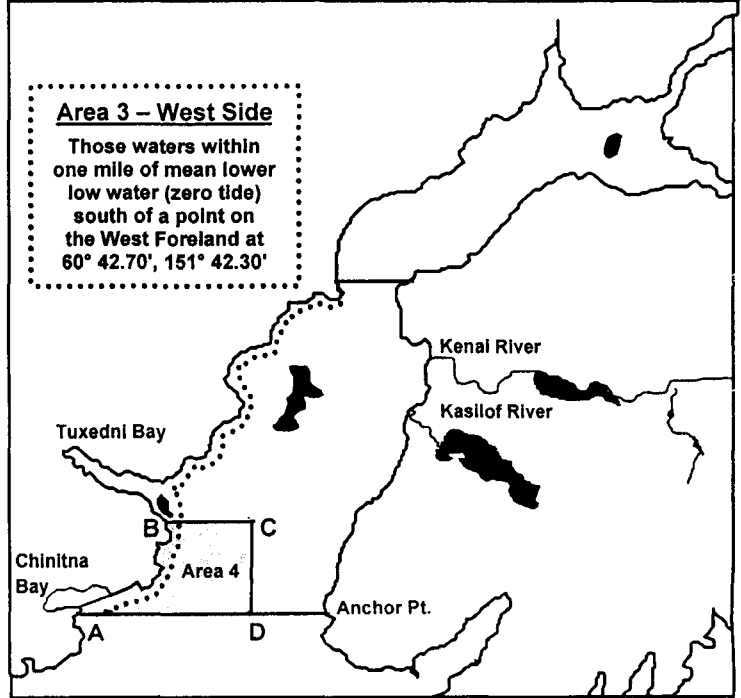 Area 3 – West Side
Those waters within
one mile of mean lower
low water (zero tide)
south of a point on
the West Foreland at
60° 42.70', 151° 42.30'
Kenai River
Kasilof River
Tuxedni Bay
B
C
Chinitna
Bay
Area 4
Anchor Pt.
A
D